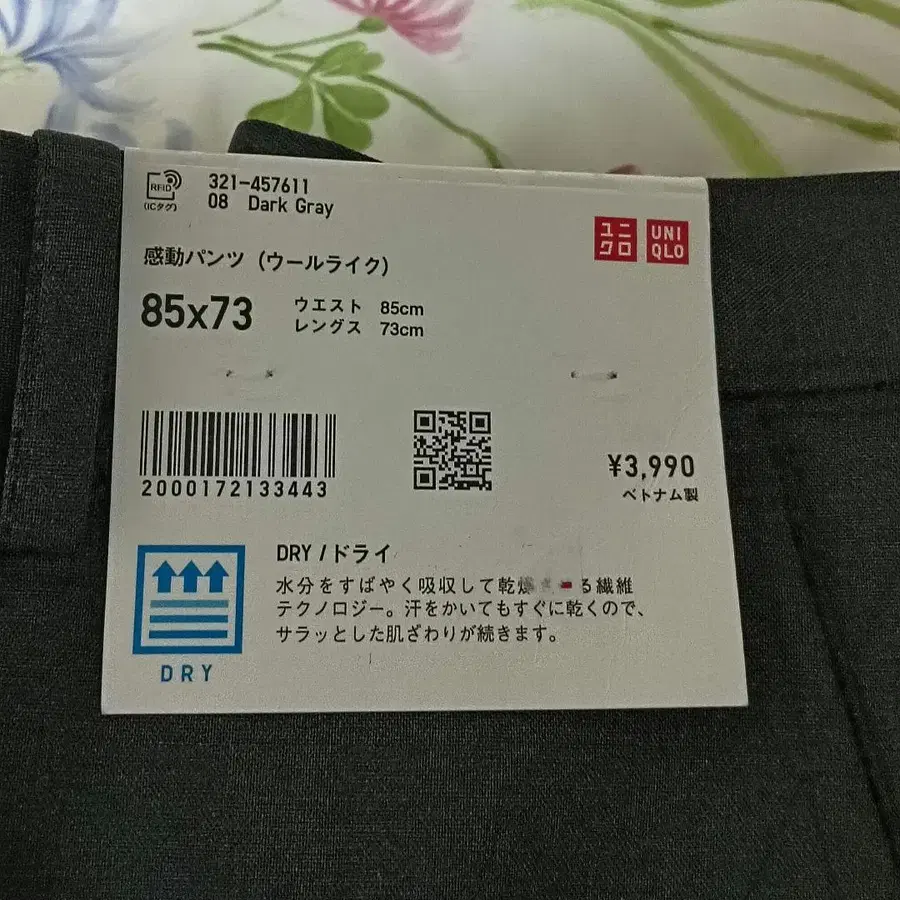 RFID
(ICタグ)
321-457611
08 Dark Gray
ユニクロ
UNIQLO
感動パンツ（ウールライク）
85x73
ウエスト 85cm
レングス 73cm
2000172133443
¥3,990
ベトナム製
DRY / ドライ
水分をすばやく吸収して乾燥 る繊維
テクノロジー。汗をかいてもすぐに乾くので、
サラッとした肌ざわりが続きます。
DRY